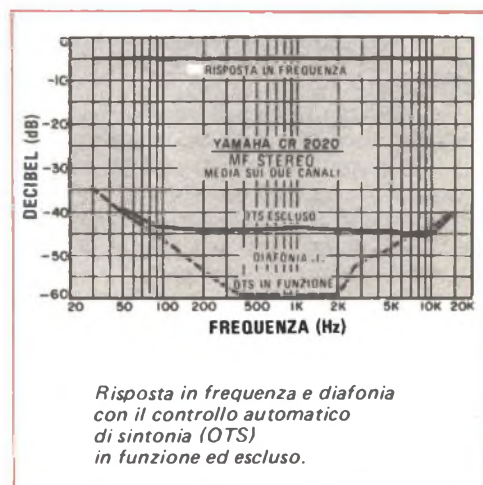 0
-10
-20
-30
-40
-50
-60
DECIBEL (dB)
RISPOSTA IN FREQUENZA
YAMAHA CR 2020
MF STEREO
MEDIA SUI DUE CANALI
OTS ESCLUSO
DIAFONIA
OTS IN FUNZIONE
20 50 100 200 500 1K 2K 5K 10K 20K
FREQUENZA (Hz)
Risposta in frequenza e diafonia
con il controllo automatico
di sintonia (OTS)
in funzione ed escluso.